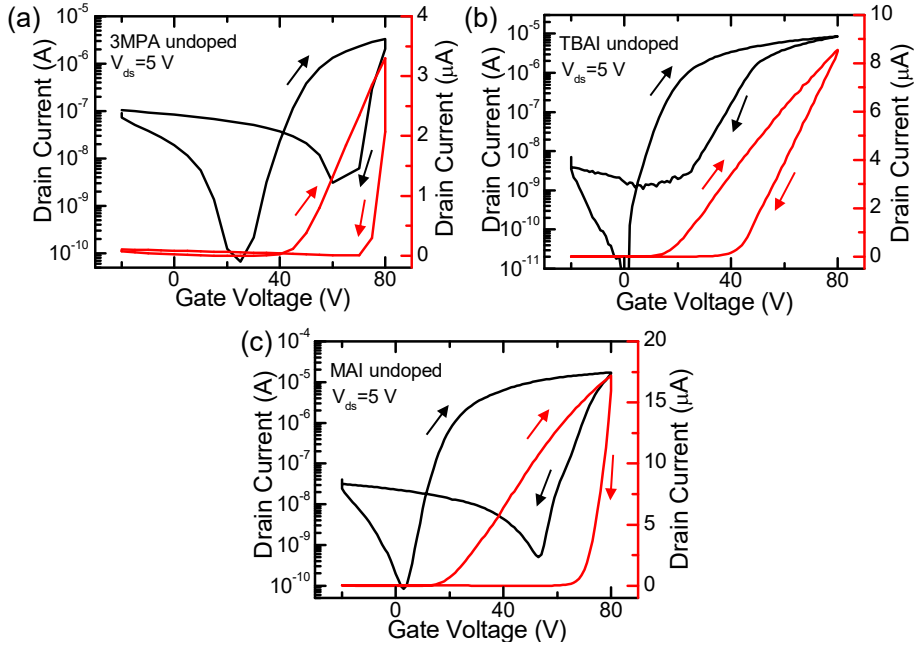 (a)
3MPA undoped
V_ds=5 V
Drain Current (A)
10^-5
10^-6
10^-7
10^-8
10^-9
10^-10
Drain Current (μA)
4
3
2
1
0
0 40 80
Gate Voltage (V)
(b)
TBAI undoped
V_ds=5 V
Drain Current (A)
10^-5
10^-6
10^-7
10^-8
10^-9
10^-10
10^-11
Drain Current (μA)
10
8
6
4
2
0
0 40 80
Gate Voltage (V)
(c)
MAI undoped
V_ds=5 V
Drain Current (A)
10^-4
10^-5
10^-6
10^-7
10^-8
10^-9
10^-10
Drain Current (μA)
20
15
10
5
0
0 40 80
Gate Voltage (V)